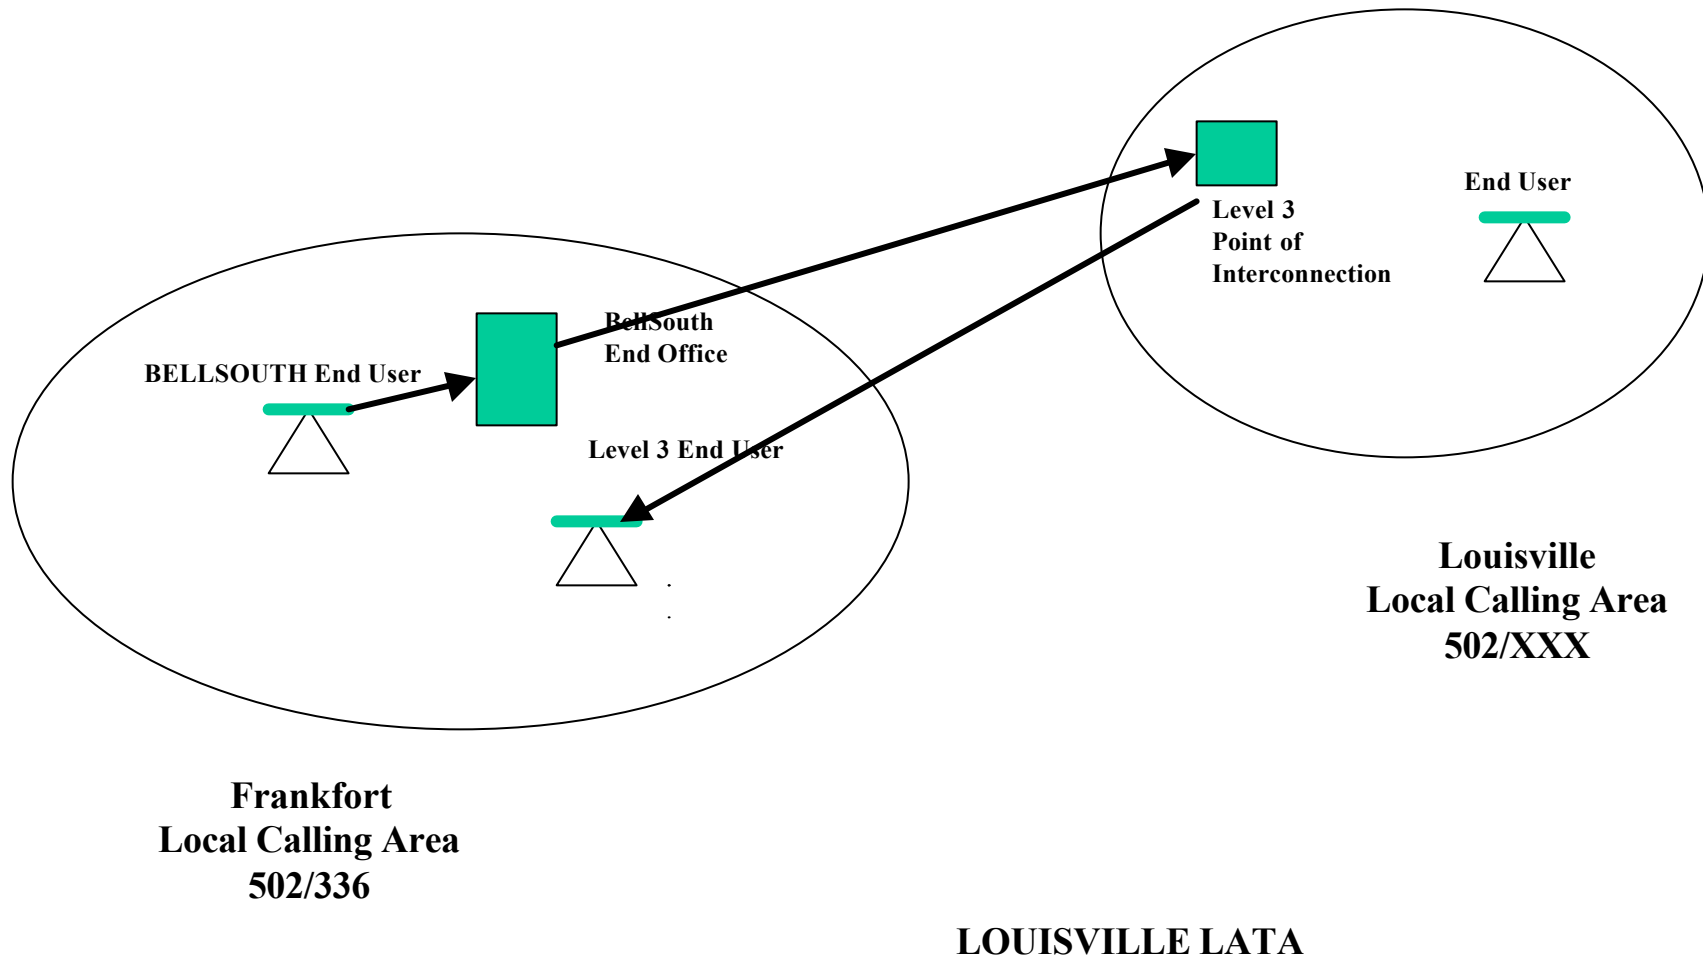 End User
Level 3
Point of
Interconnection
BellSouth
End Office
BELLSOUTH End User
Level 3 End User
Louisville
Local Calling Area
502/XXX
Frankfort
Local Calling Area
502/336
LOUISVILLE LATA